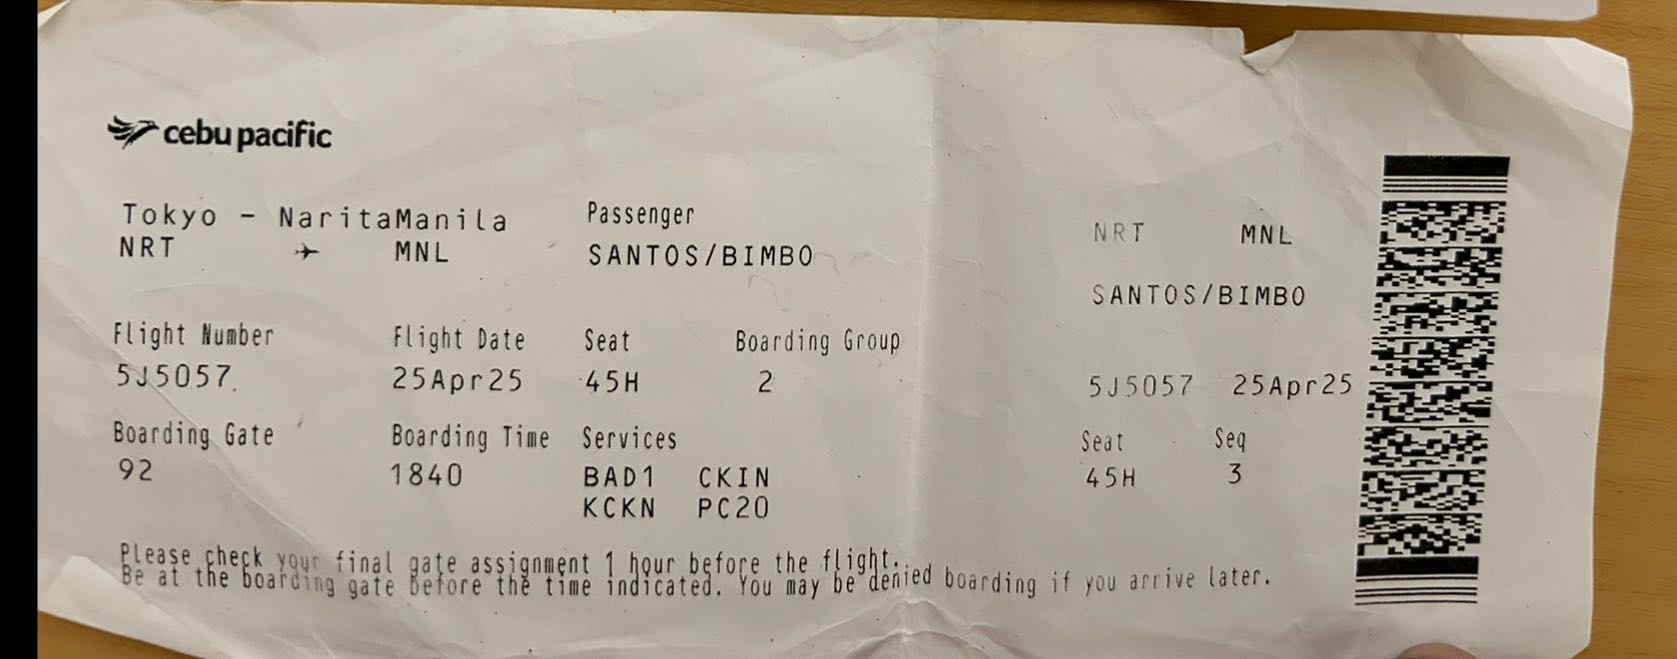 cebu pacific
Tokyo - NaritaManila
NRT MNL
Passenger
SANTOS/BIMBO
Flight Number Flight Date Seat Boarding Group
5J5057 25Apr25 45H 2
Boarding Gate Boarding Time Services
92 1840 BAD1 CKIN
KCKN PC20
Please check your final gate assignment 1 hour before the flight.
Be at the boarding gate before the time indicated. You may be denied boarding if you arrive later.
NRT MNL
SANTOS/BIMBO
5J5057 25Apr25
Seat Seq
45H 3